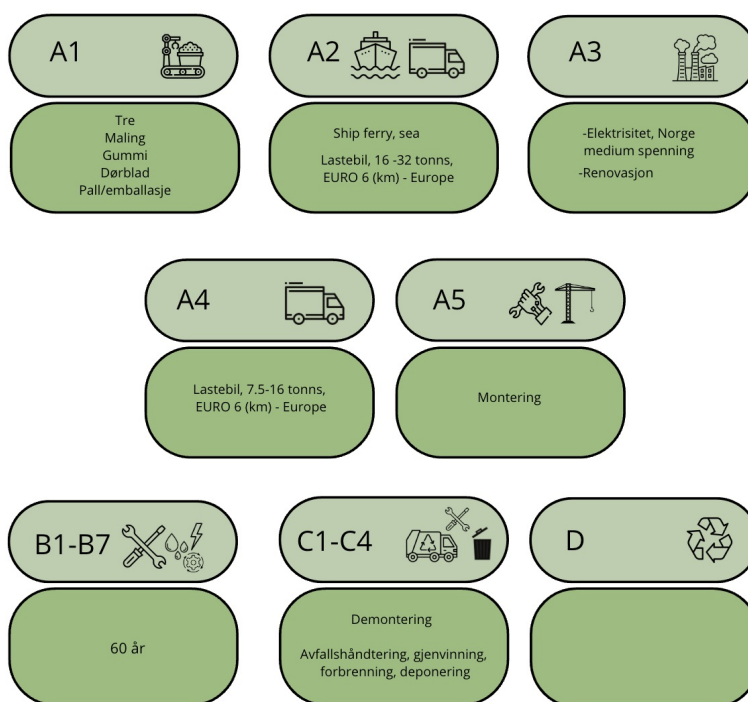 A1
Tre
Maling
Gummi
Dørblad
Pall/emballasje
A2
Ship ferry, sea
Lastebil, 16 -32 tonns,
EURO 6 (km) - Europe
A3
-Elektrisitet, Norge
medium spenning
-Renovasjon
A4
Lastebil, 7.5-16 tonns,
EURO 6 (km) - Europe
A5
Montering
B1-B7
60 år
C1-C4
Demontering
Avfallshåndtering, gjenvinning,
forbrenning, deponering
D